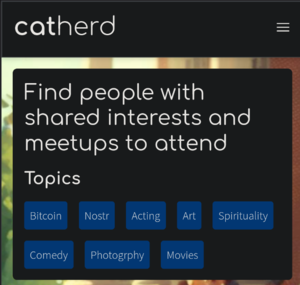 catherd
Find people with
shared interests and
meetups to attend
Topics
Bitcoin Nostr Acting Art Spirituality
Comedy Photogrphy Movies